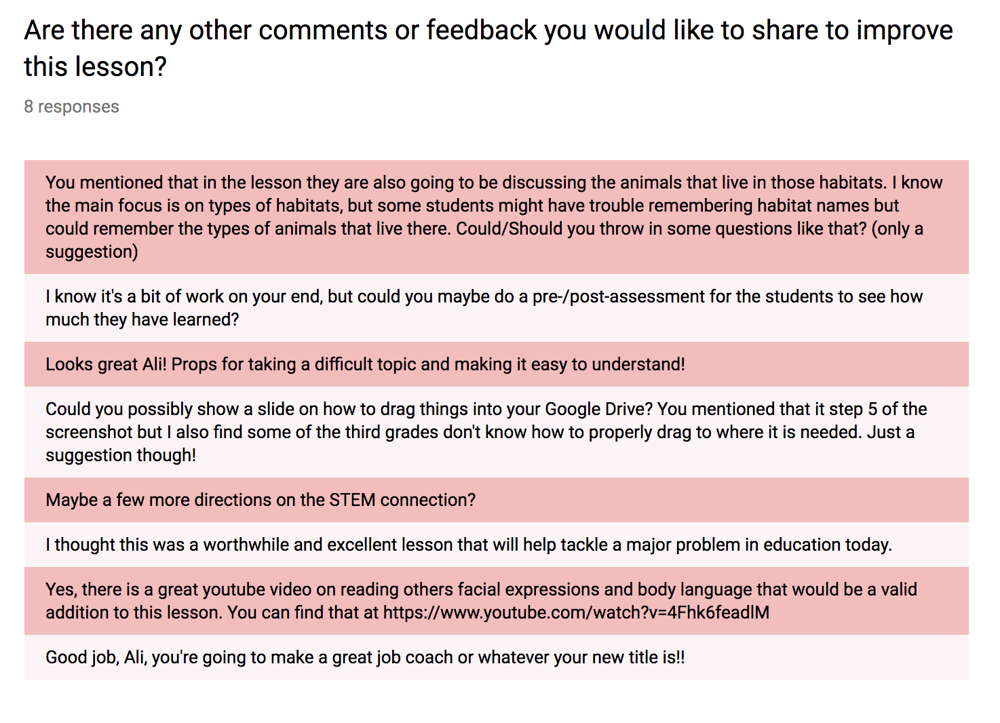 Are there any other comments or feedback you would like to share to improve
this lesson?
8 responses
You mentioned that in the lesson they are also going to be discussing the animals that live in those habitats. I know
the main focus is on types of habitats, but some students might have trouble remembering habitat names but
could remember the types of animals that live there. Could/Should you throw in some questions like that? (only a
suggestion)
I know it's a bit of work on your end, but could you maybe do a pre-/post-assessment for the students to see how
much they have learned?
Looks great Ali! Props for taking a difficult topic and making it easy to understand!
Could you possibly show a slide on how to drag things into your Google Drive? You mentioned that it step 5 of the
screenshot but I also find some of the third grades don't know how to properly drag to where it is needed. Just a
suggestion though!
Maybe a few more directions on the STEM connection?
I thought this was a worthwhile and excellent lesson that will help tackle a major problem in education today.
Yes, there is a great youtube video on reading others facial expressions and body language that would be a valid
addition to this lesson. You can find that at https://www.youtube.com/watch?v=4Fhk6feadlM
Good job, Ali, you're going to make a great job coach or whatever your new title is!!